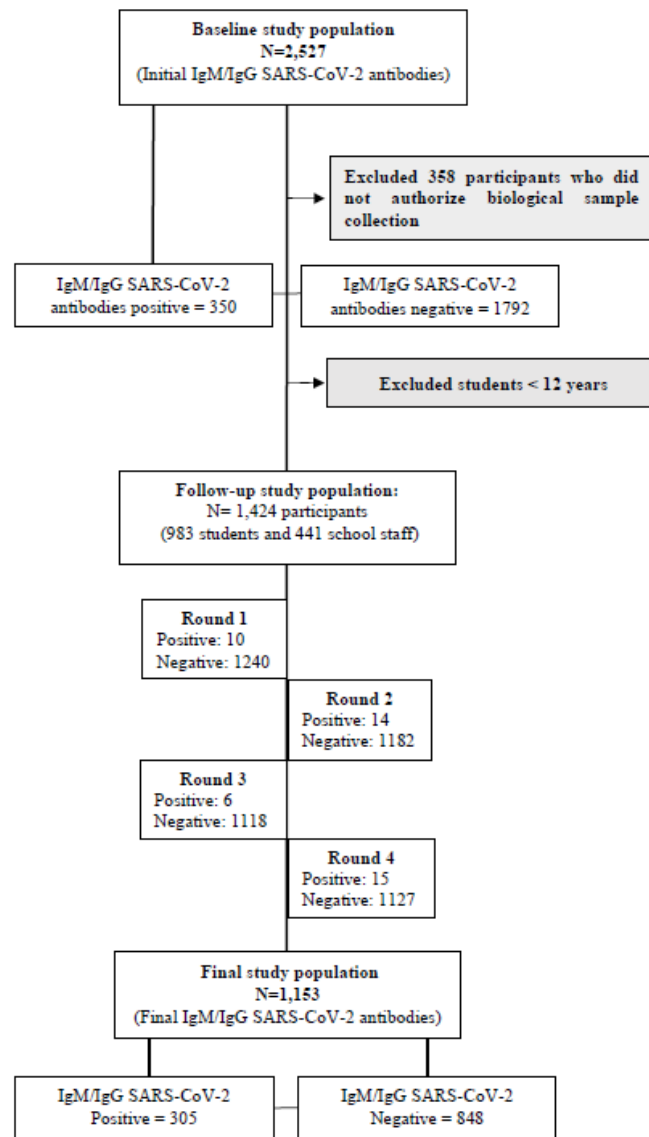 Baseline study population
N=2,527
(Initial IgM/IgG SARS-CoV-2 antibodies)
Excluded 358 participants who did
not authorize biological sample
collection
IgM/IgG SARS-CoV-2
antibodies positive = 350
IgM/IgG SARS-CoV-2
antibodies negative = 1792
Excluded students < 12 years
Follow-up study population:
N= 1,424 participants
(983 students and 441 school staff)
Round 1
Positive: 10
Negative: 1240
Round 2
Positive: 14
Negative: 1182
Round 3
Positive: 6
Negative: 1118
Round 4
Positive: 15
Negative: 1127
Final study population
N=1,153
(Final IgM/IgG SARS-CoV-2 antibodies)
IgM/IgG SARS-CoV-2
Positive = 305
IgM/IgG SARS-CoV-2
Negative = 848